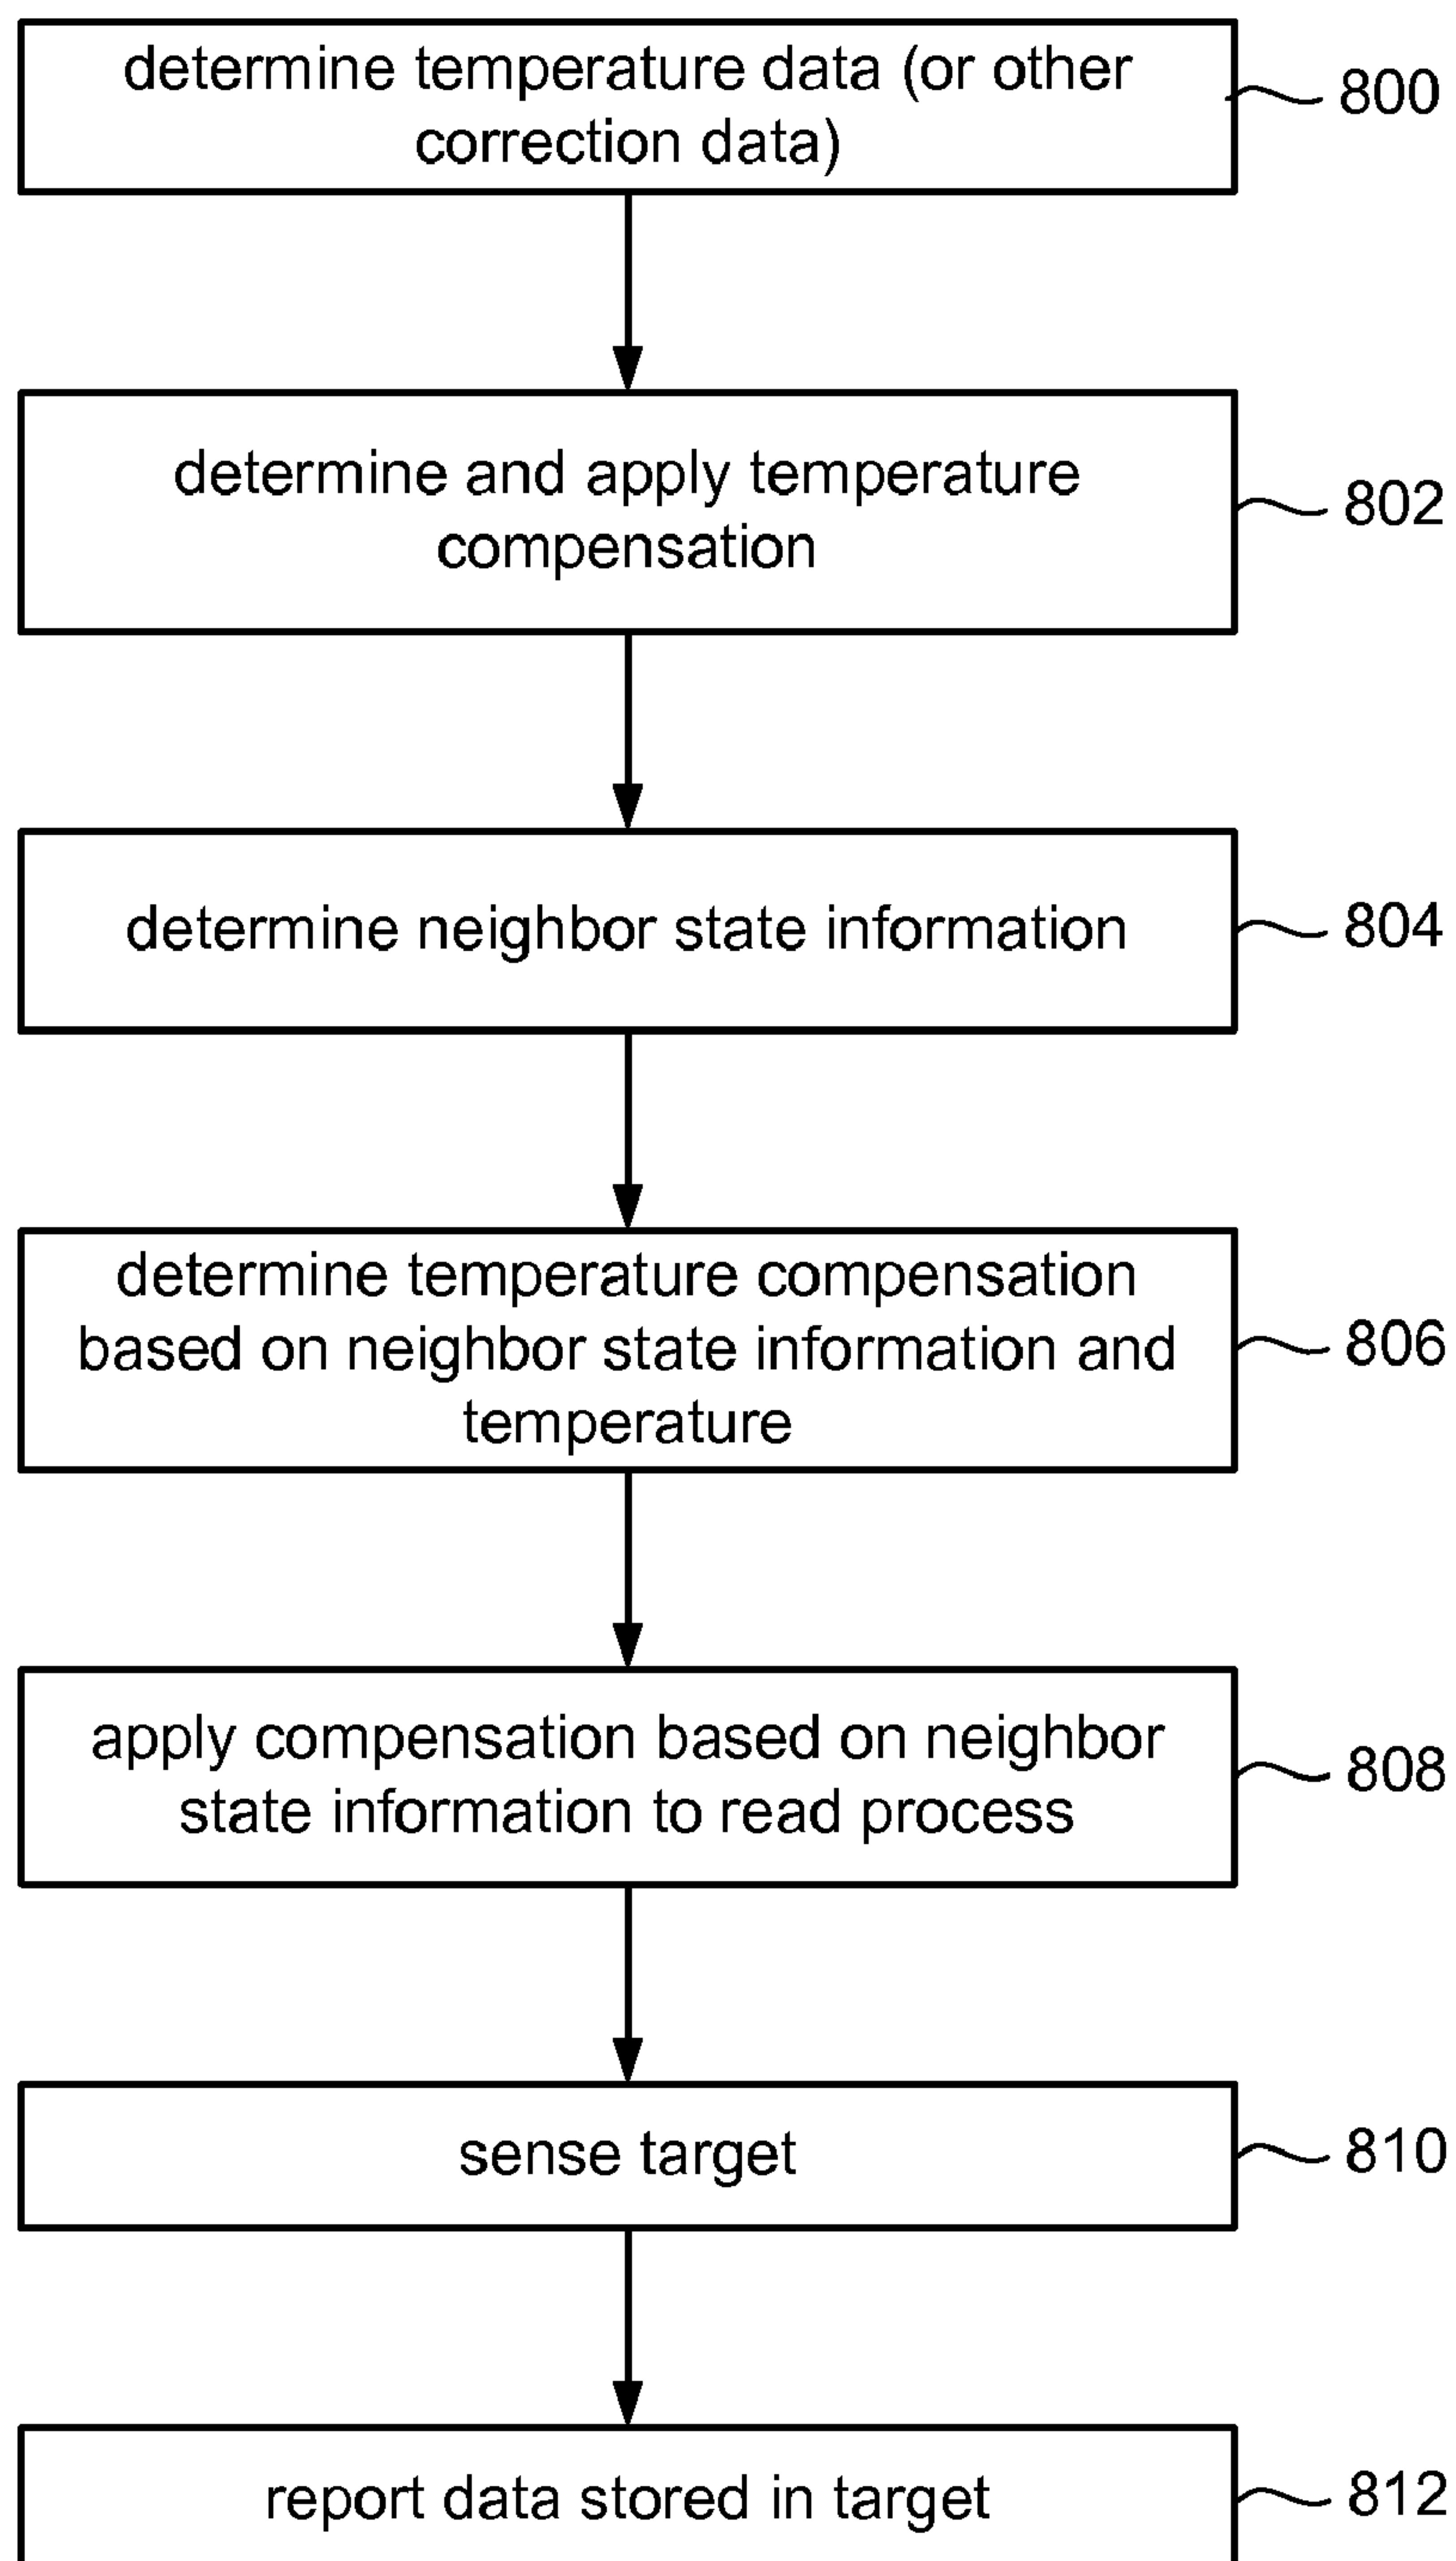 determine temperature data (or other
correction data)
800
determine and apply temperature
compensation
802
determine neighbor state information
804
determine temperature compensation
based on neighbor state information and
temperature
806
apply compensation based on neighbor
state information to read process
808
sense target
810
report data stored in target
812